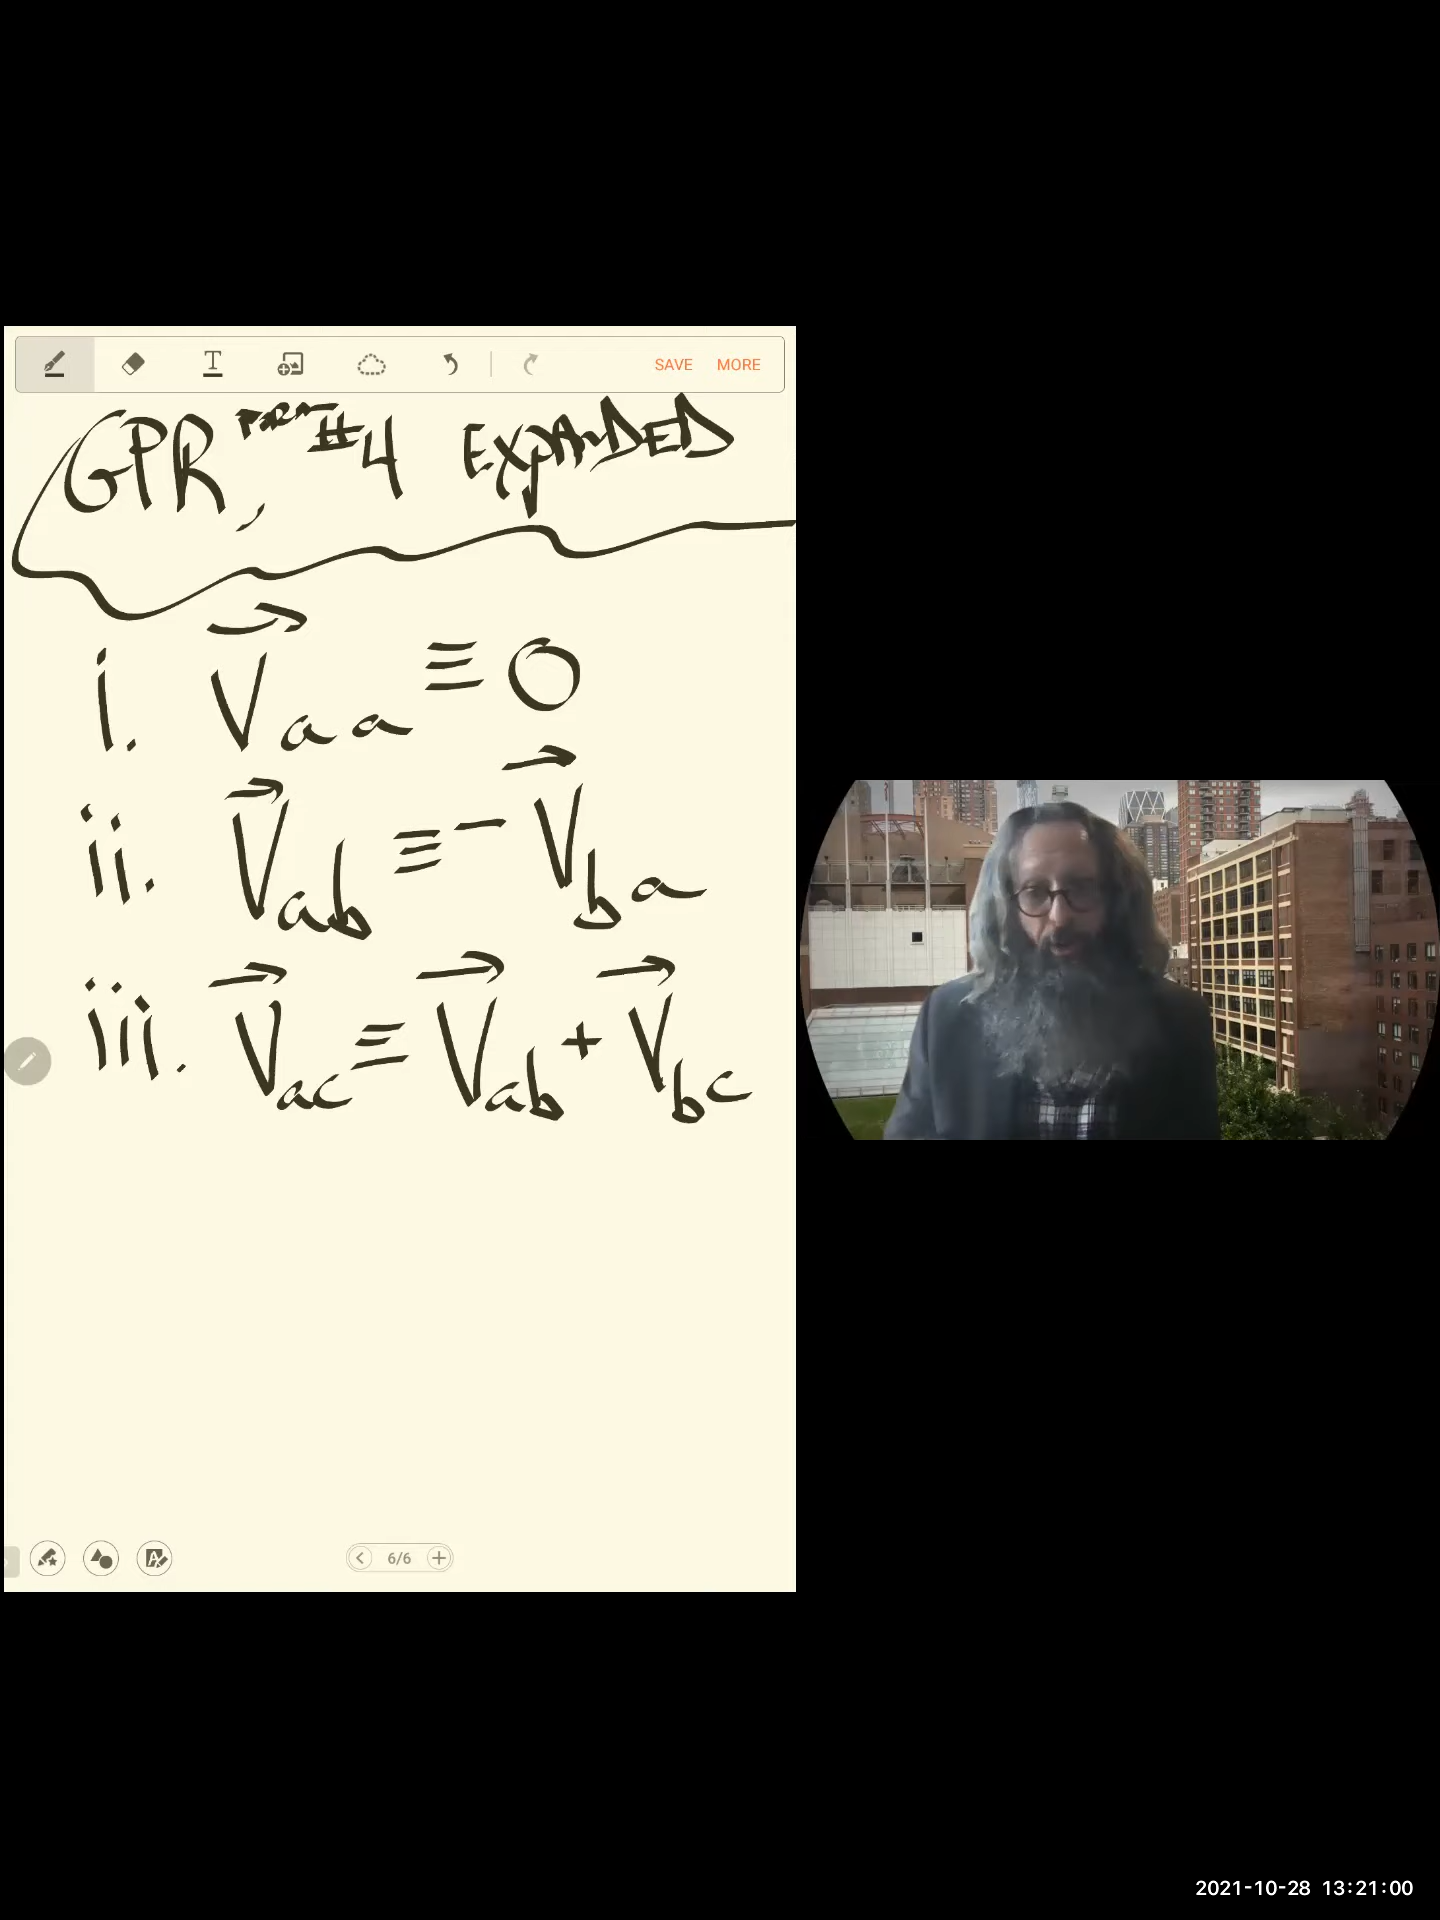 T SAVE MORE
GPR, FORM #4 EXPANDED
i. V⃗aa ≡ 0
ii. V⃗ab ≡ - V⃗ba
iii. V⃗ac ≡ V⃗ab + V⃗bc
6/6
2021-10-28 13:21:00